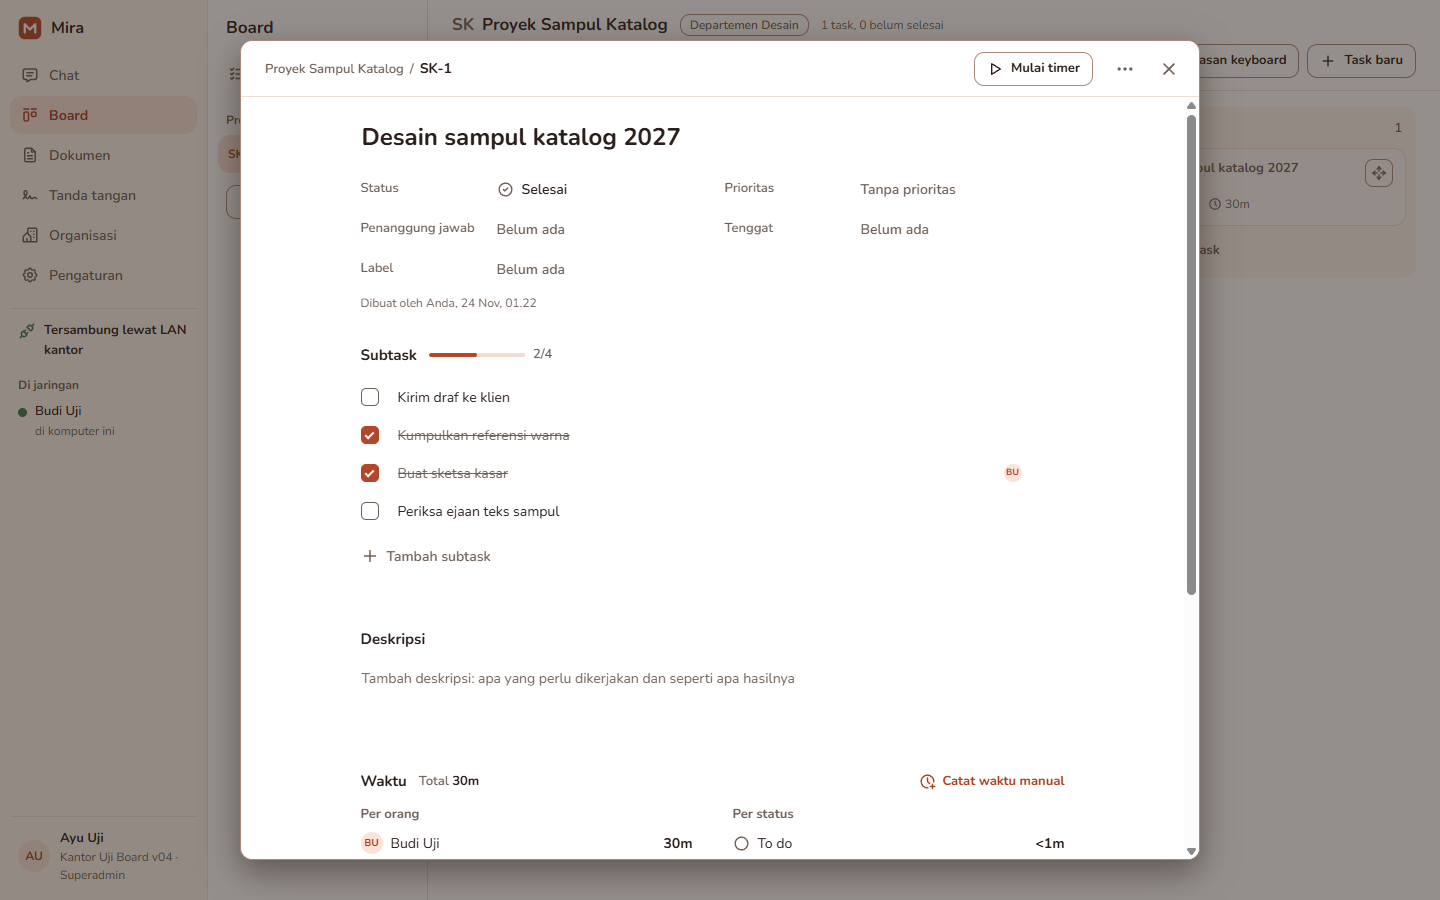 Mira
Chat
Board
Dokumen
Tanda tangan
Organisasi
Pengaturan
Tersambung lewat LAN
kantor
Di jaringan
Budi Uji
di komputer ini
AU
Ayu Uji
Kantor Uji Board v04 ·
Superadmin
Board
SK Proyek Sampul Katalog
Departemen Desain
1 task, 0 belum selesai
asan keyboard
Task baru
1
ul katalog 2027
30m
ask
Proyek Sampul Katalog / SK-1
Mulai timer
Desain sampul katalog 2027
Status
Selesai
Prioritas
Tanpa prioritas
Penanggung jawab
Belum ada
Tenggat
Belum ada
Label
Belum ada
Dibuat oleh Anda, 24 Nov, 01.22
Subtask
2/4
Kirim draf ke klien
Kumpulkan referensi warna
Buat sketsa kasar
BU
Periksa ejaan teks sampul
Tambah subtask
Deskripsi
Tambah deskripsi: apa yang perlu dikerjakan dan seperti apa hasilnya
Waktu
Total 30m
Catat waktu manual
Per orang
Per status
BU
Budi Uji
30m
To do
<1m